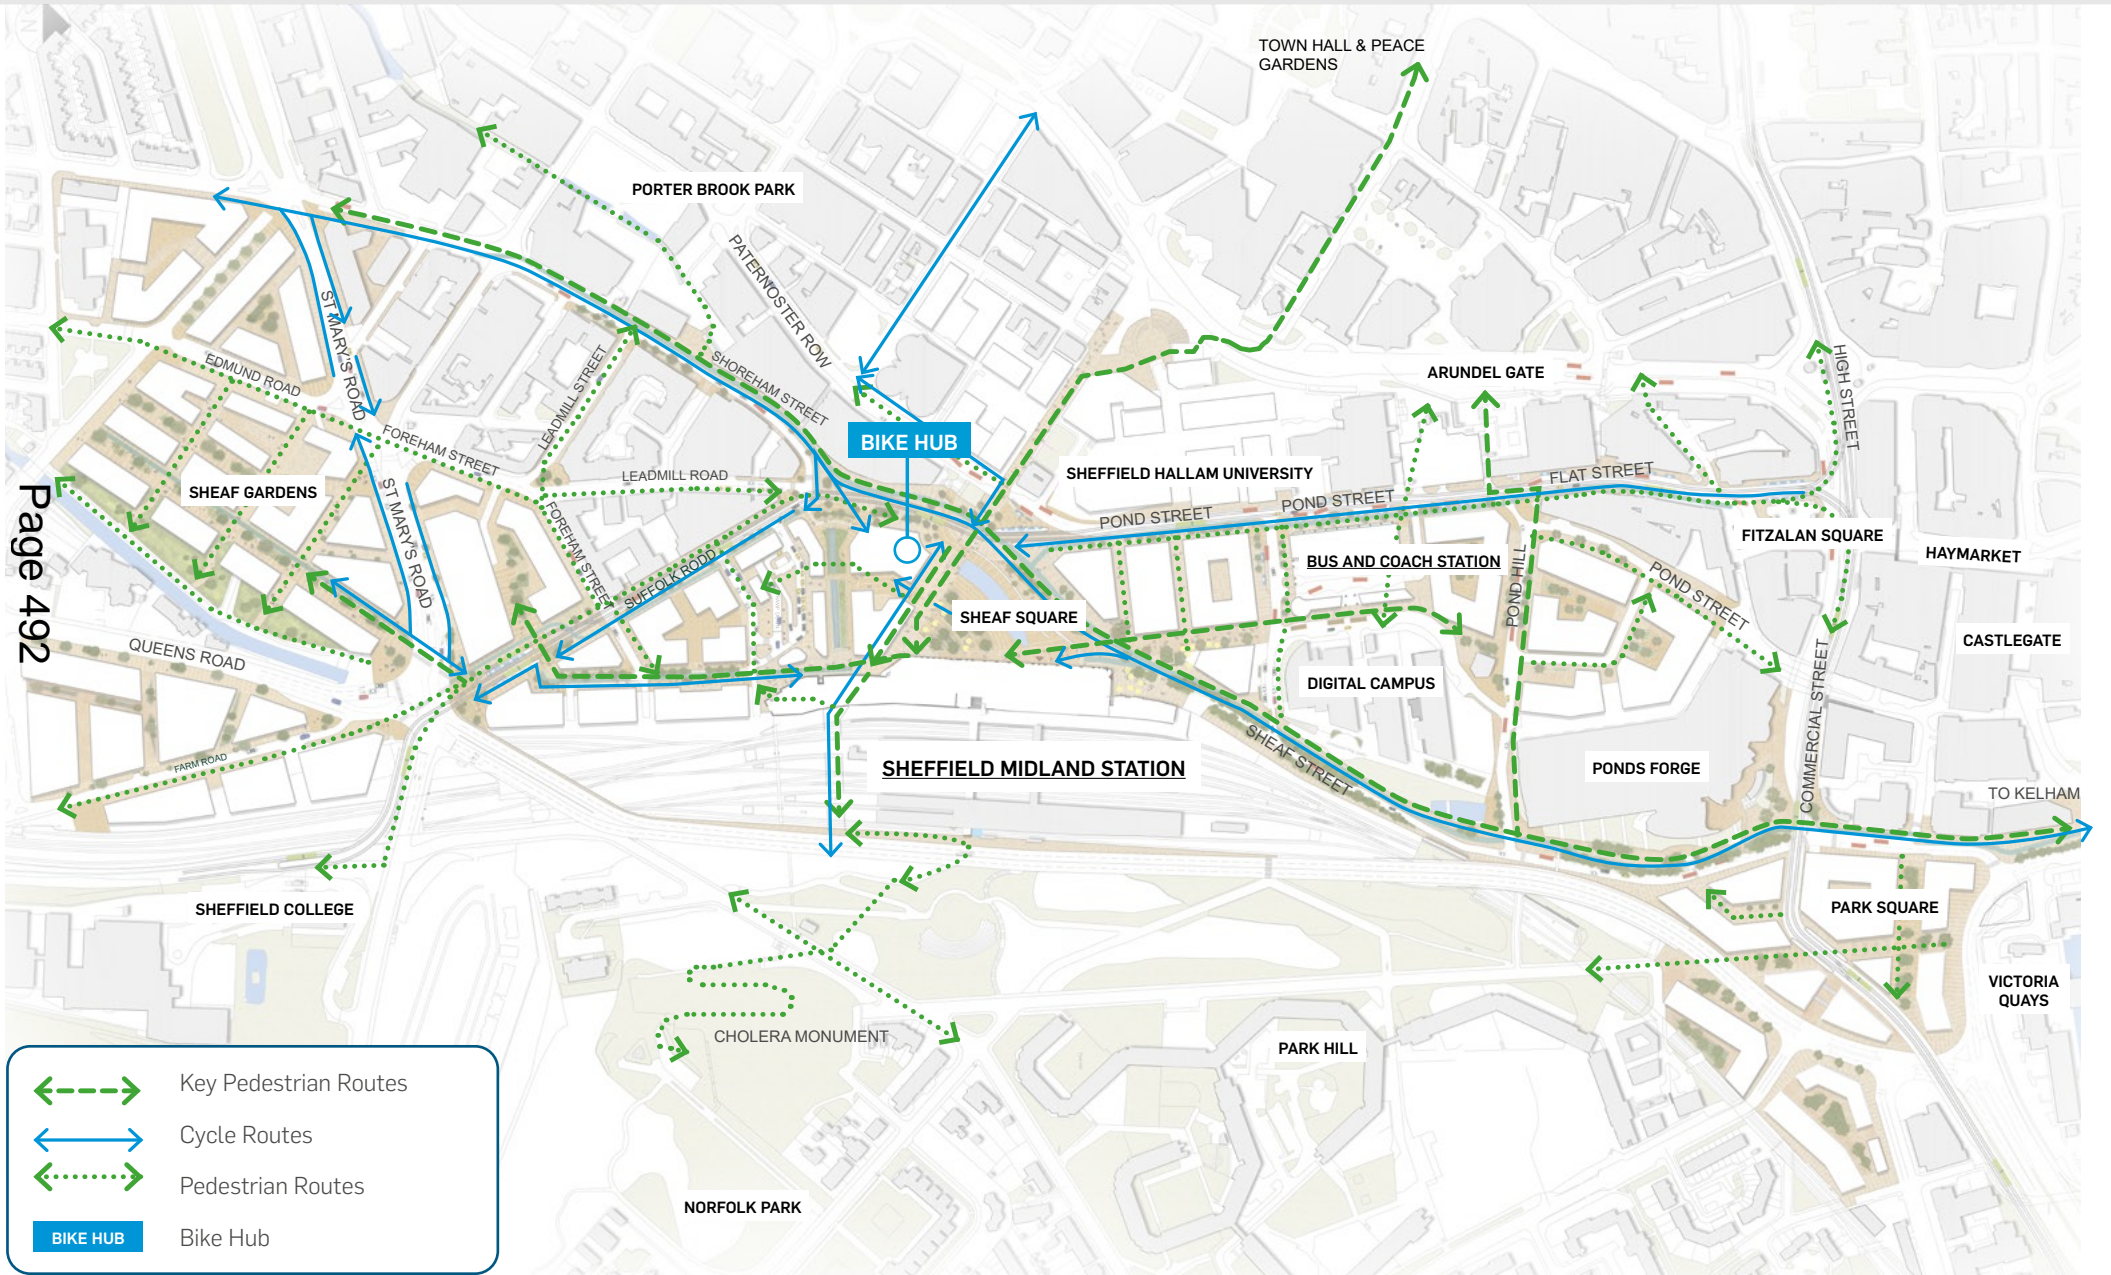 TOWN HALL & PEACE
GARDENS
PORTER BROOK PARK
PATERNOSTER ROW
ST MARY'S ROAD
EDMUND ROAD
SHOREHAM STREET
HIGH STREET
ARUNDEL GATE
LEADMILL STREET
FOREHAM STREET
BIKE HUB
LEADMILL ROAD
SHEFFIELD HALLAM UNIVERSITY
FLAT STREET
POND STREET
POND STREET
SHEAF GARDENS
Page 492
ST MARY'S ROAD
FOREHAM STREET
SUFFOLK RODD
FITZALAN SQUARE
HAYMARKET
BUS AND COACH STATION
POND HILL
POND STREET
SHEAF SQUARE
CASTLEGATE
QUEENS ROAD
DIGITAL CAMPUS
COMMERCIAL STREET
FARM ROAD
SHEFFIELD MIDLAND STATION
SHEAF STREET
PONDS FORGE
TO KELHAM
SHEFFIELD COLLEGE
PARK SQUARE
VICTORIA
QUAYS
CHOLERA MONUMENT
PARK HILL
NORFOLK PARK
Key Pedestrian Routes
Cycle Routes
Pedestrian Routes
BIKE HUB
Bike Hub